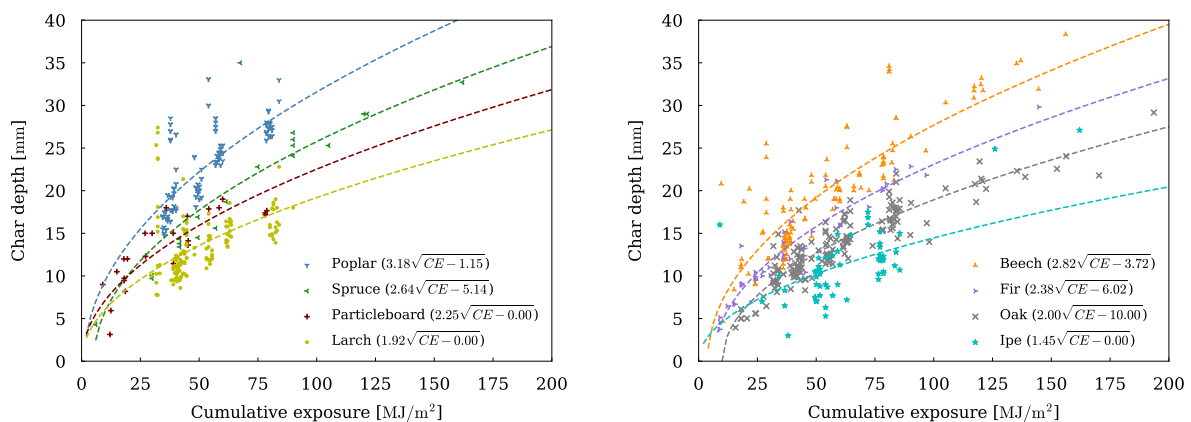 40
35
30
25
20
15
10
5
0
Char depth [mm]
0 25 50 75 100 125 150 175 200
Cumulative exposure [MJ/m²]
Poplar (3.18√CE − 1.15)
Spruce (2.64√CE − 5.14)
Particleboard (2.25√CE − 0.00)
Larch (1.92√CE − 0.00)
40
35
30
25
20
15
10
5
0
Char depth [mm]
0 25 50 75 100 125 150 175 200
Cumulative exposure [MJ/m²]
Beech (2.82√CE − 3.72)
Fir (2.38√CE − 6.02)
Oak (2.00√CE − 10.00)
Ipe (1.45√CE − 0.00)